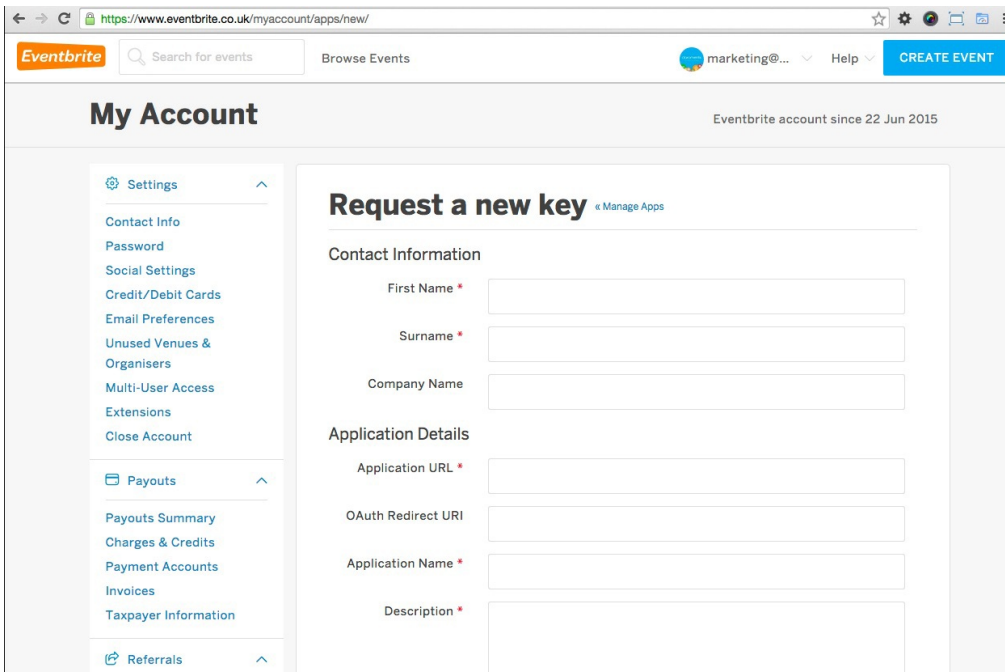 https://www.eventbrite.co.uk/myaccount/apps/new/
Eventbrite
Search for events
Browse Events
marketing@...
Help
CREATE EVENT
My Account
Eventbrite account since 22 Jun 2015
Settings
Contact Info
Password
Social Settings
Credit/Debit Cards
Email Preferences
Unused Venues &
Organisers
Multi-User Access
Extensions
Close Account
Payouts
Payouts Summary
Charges & Credits
Payment Accounts
Invoices
Taxpayer Information
Referrals
Request a new key « Manage Apps
Contact Information
First Name *
Surname *
Company Name
Application Details
Application URL *
OAuth Redirect URI
Application Name *
Description *